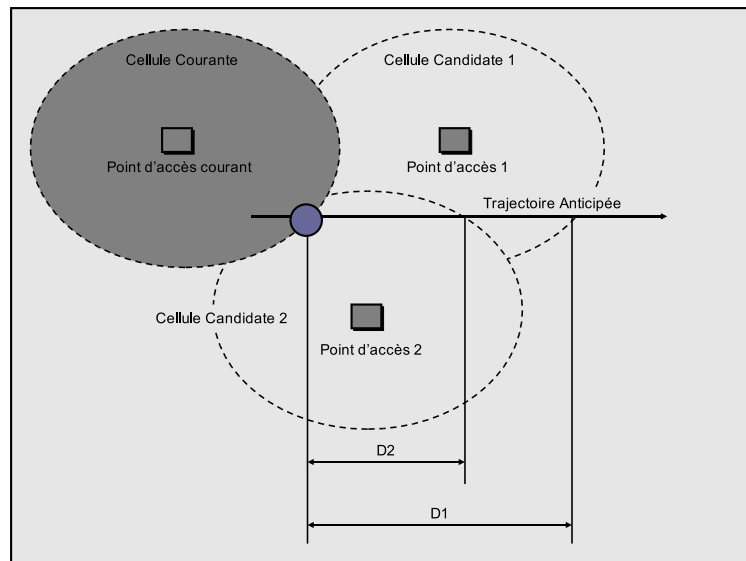 Cellule Courante
Cellule Candidate 1
Point d'accès courant
Point d'accès 1
Trajectoire Anticipée
Cellule Candidate 2
Point d'accès 2
D2
D1